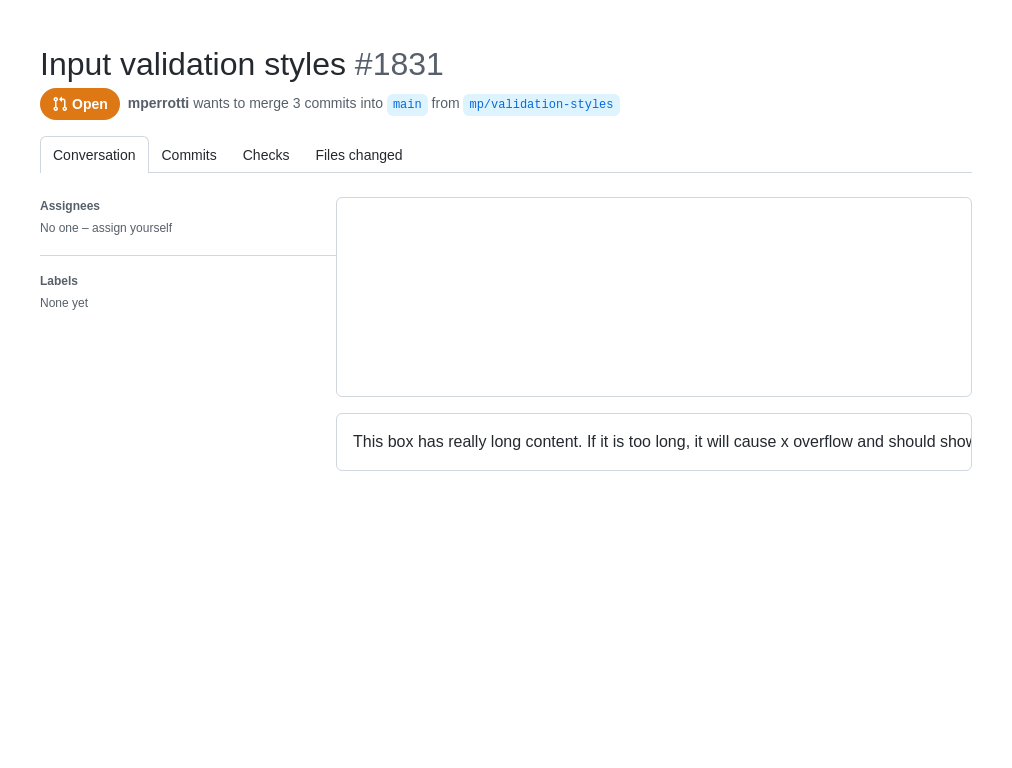 Input validation styles #1831
Open mperrotti wants to merge 3 commits into main from mp/validation-styles
Conversation Commits Checks Files changed
Assignees
No one – assign yourself
Labels
None yet
This box has really long content. If it is too long, it will cause x overflow and should show